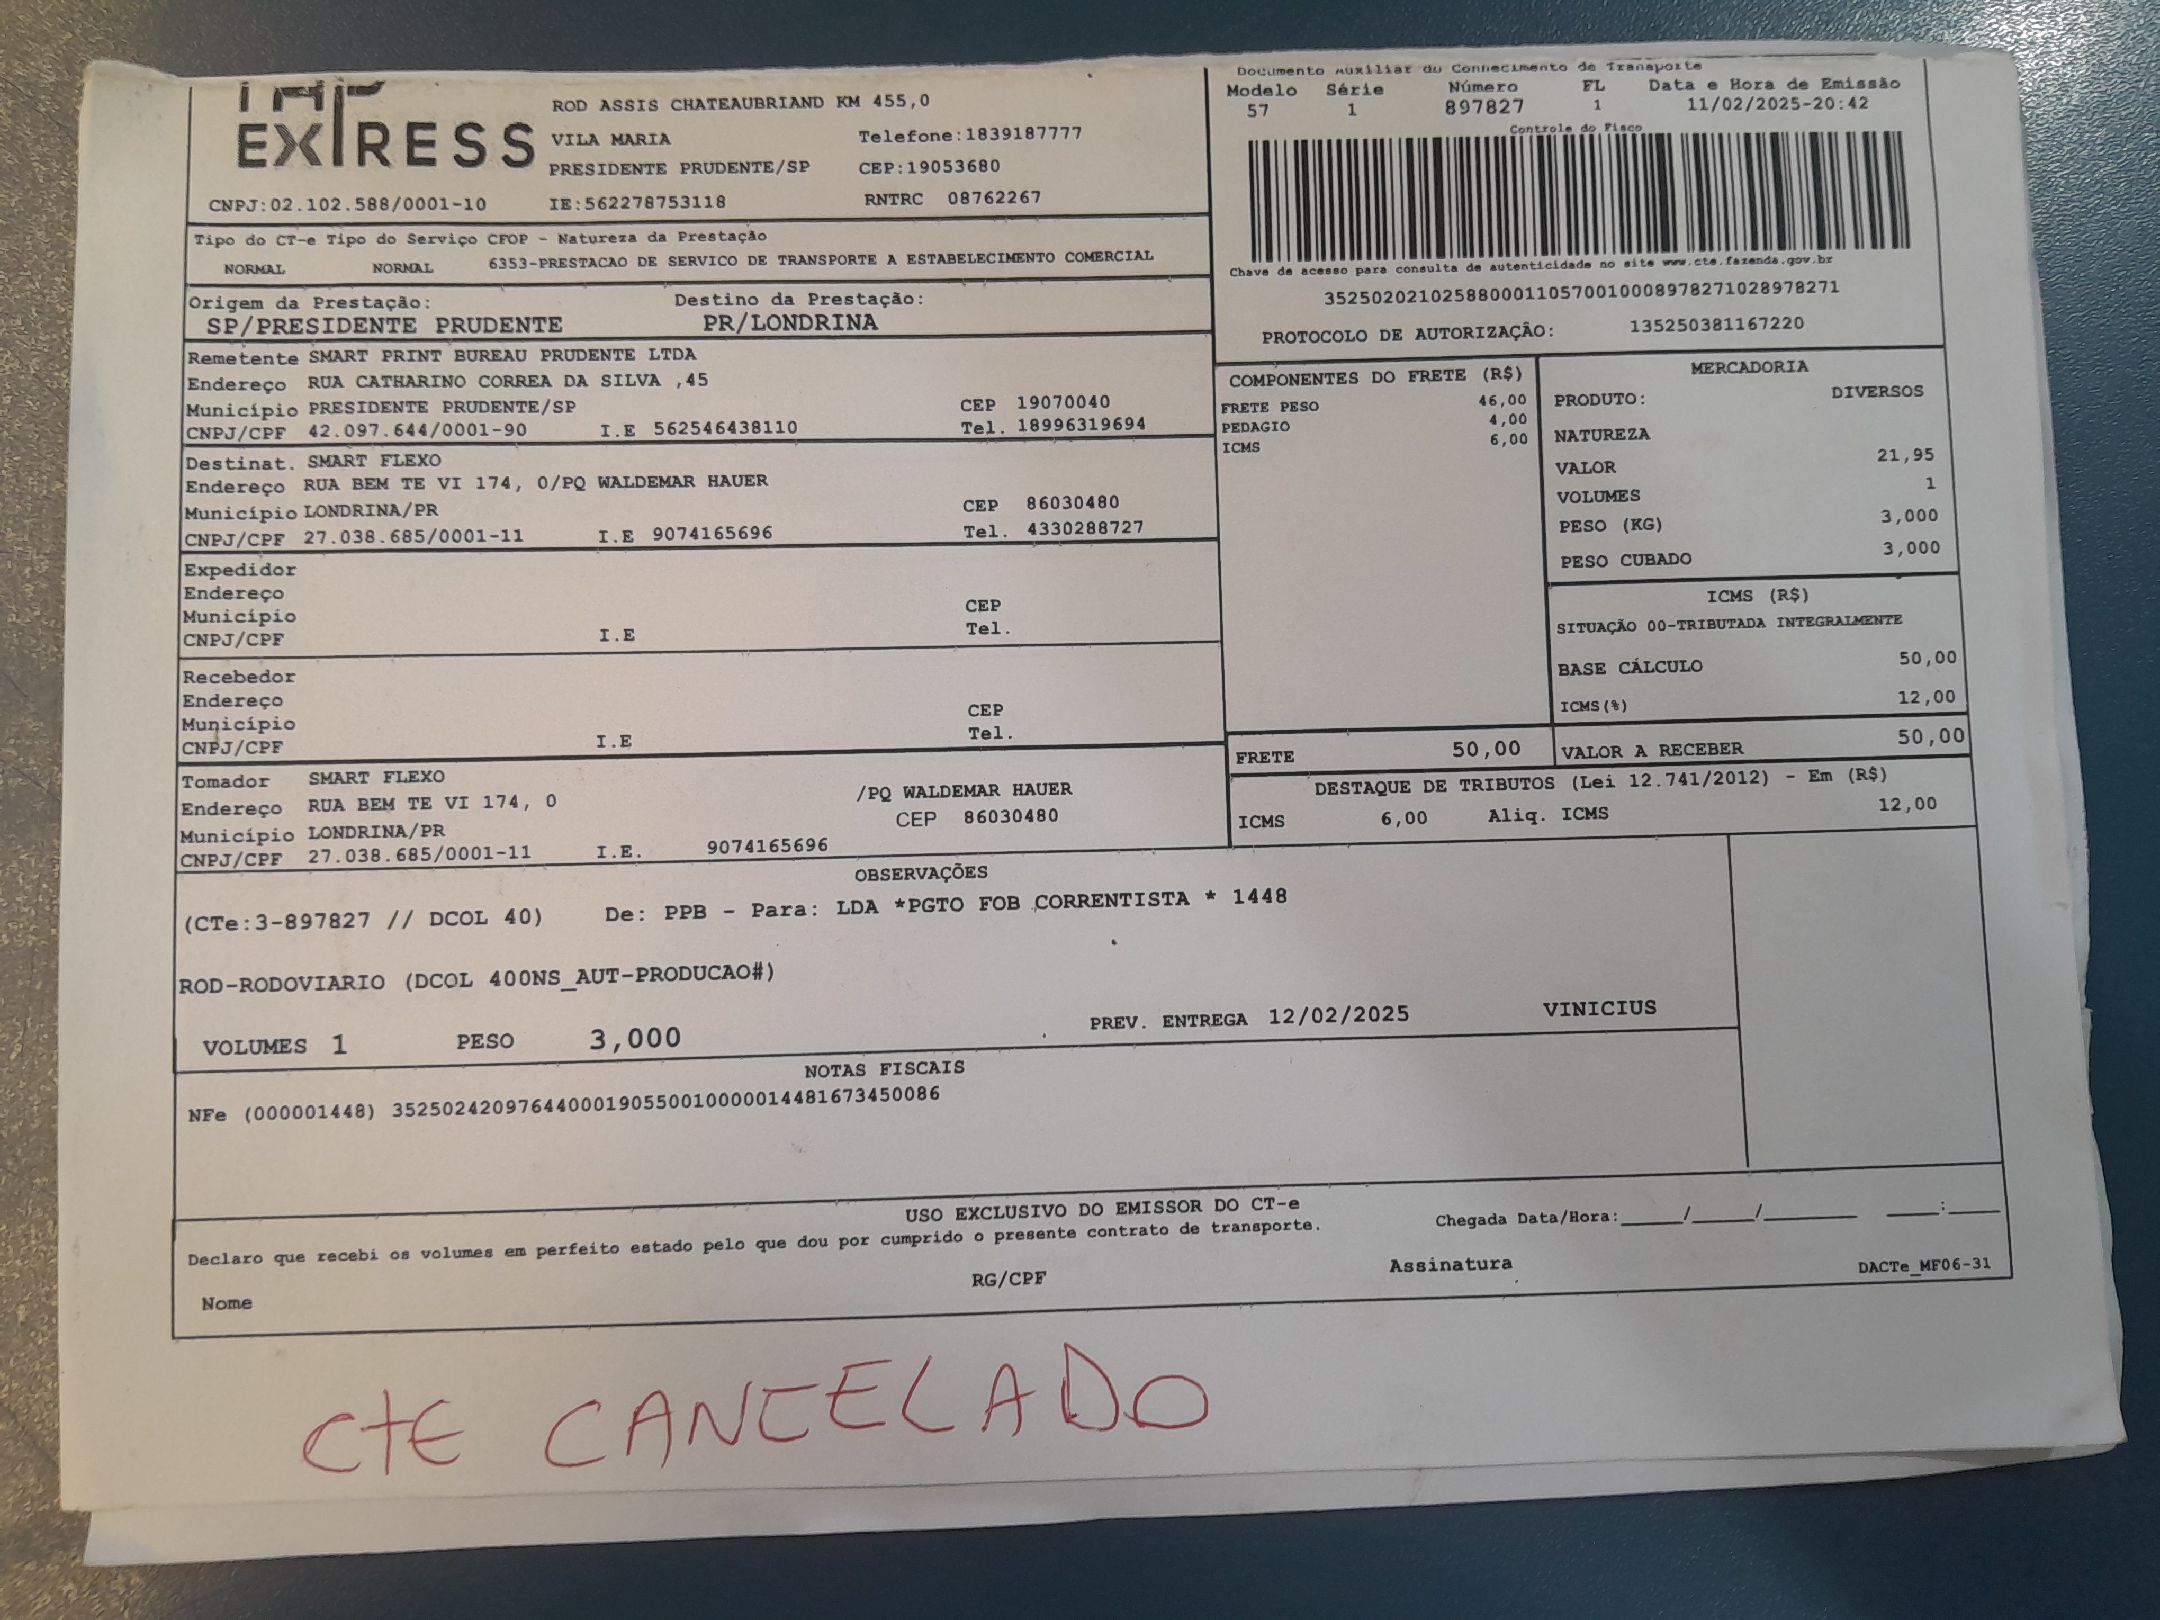 EXPRESS
ROD ASSIS CHATEAUBRIAND KM 455,0
VILA MARIA Telefone:1839187777
PRESIDENTE PRUDENTE/SP CEP:19053680
CNPJ:02.102.588/0001-10 IE:562278753118 RNTRC 08762267
Documento Auxiliar do Conhecimento de Transporte
Modelo Série Número FL Data e Hora de Emissão
57 1 897827 1 11/02/2025-20:42
Controle do Fisco
Chave de acesso para consulta de autenticidade no site www.cte.fazenda.gov.br
35250202102588000110570010008978271028978271
PROTOCOLO DE AUTORIZAÇÂO: 135250381167220
Tipo do CT-e Tipo do Serviço CFOP - Natureza da Prestação
NORMAL NORMAL 6353-PRESTACAO DE SERVICO DE TRANSPORTE A ESTABELECIMENTO COMERCIAL
Origem da Prestação: Destino da Prestação:
SP/PRESIDENTE PRUDENTE PR/LONDRINA
Remetente SMART PRINT BUREAU PRUDENTE LTDA
Endereço RUA CATHARINO CORREA DA SILVA ,45
Município PRESIDENTE PRUDENTE/SP CEP 19070040
CNPJ/CPF 42.097.644/0001-90 I.E 562546438110 Tel. 18996319694
Destinat. SMART FLEXO
Endereço RUA BEM TE VI 174, 0/PQ WALDEMAR HAUER
Município LONDRINA/PR CEP 86030480
CNPJ/CPF 27.038.685/0001-11 I.E 9074165696 Tel. 4330288727
Expedidor
Endereço
Município CEP
CNPJ/CPF I.E Tel.
Recebedor
Endereço
Município CEP
CNPJ/CPF I.E Tel.
Tomador SMART FLEXO
Endereço RUA BEM TE VI 174, 0 /PQ WALDEMAR HAUER
Município LONDRINA/PR CEP 86030480
CNPJ/CPF 27.038.685/0001-11 I.E. 9074165696
COMPONENTES DO FRETE (R$)
FRETE PESO 46,00
PEDAGIO 4,00
ICMS 6,00
MERCADORIA
PRODUTO: DIVERSOS
NATUREZA
VALOR 21,95
VOLUMES 1
PESO (KG) 3,000
PESO CUBADO 3,000
ICMS (R$)
SITUAÇÃO 00-TRIBUTADA INTEGRALMENTE
BASE CÁLCULO 50,00
ICMS(%) 12,00
FRETE 50,00 VALOR A RECEBER 50,00
DESTAQUE DE TRIBUTOS (Lei 12.741/2012) - Em (R$)
ICMS 6,00 Aliq. ICMS 12,00
OBSERVAÇÕES
(CTe:3-897827 // DCOL 40) De: PPB - Para: LDA *PGTO FOB CORRENTISTA * 1448
ROD-RODOVIARIO (DCOL 400NS_AUT-PRODUCAO#)
VOLUMES 1 PESO 3,000 PREV. ENTREGA 12/02/2025 VINICIUS
NOTAS FISCAIS
NFe (000001448) 35250242097644000190550010000014481673450086
USO EXCLUSIVO DO EMISSOR DO CT-e
Declaro que recebi os volumes em perfeito estado pelo que dou por cumprido o presente contrato de transporte. Chegada Data/Hora:_____/_____/_______ ____:____
Nome RG/CPF Assinatura DACTe_MF06-31
CTE CANCELADO